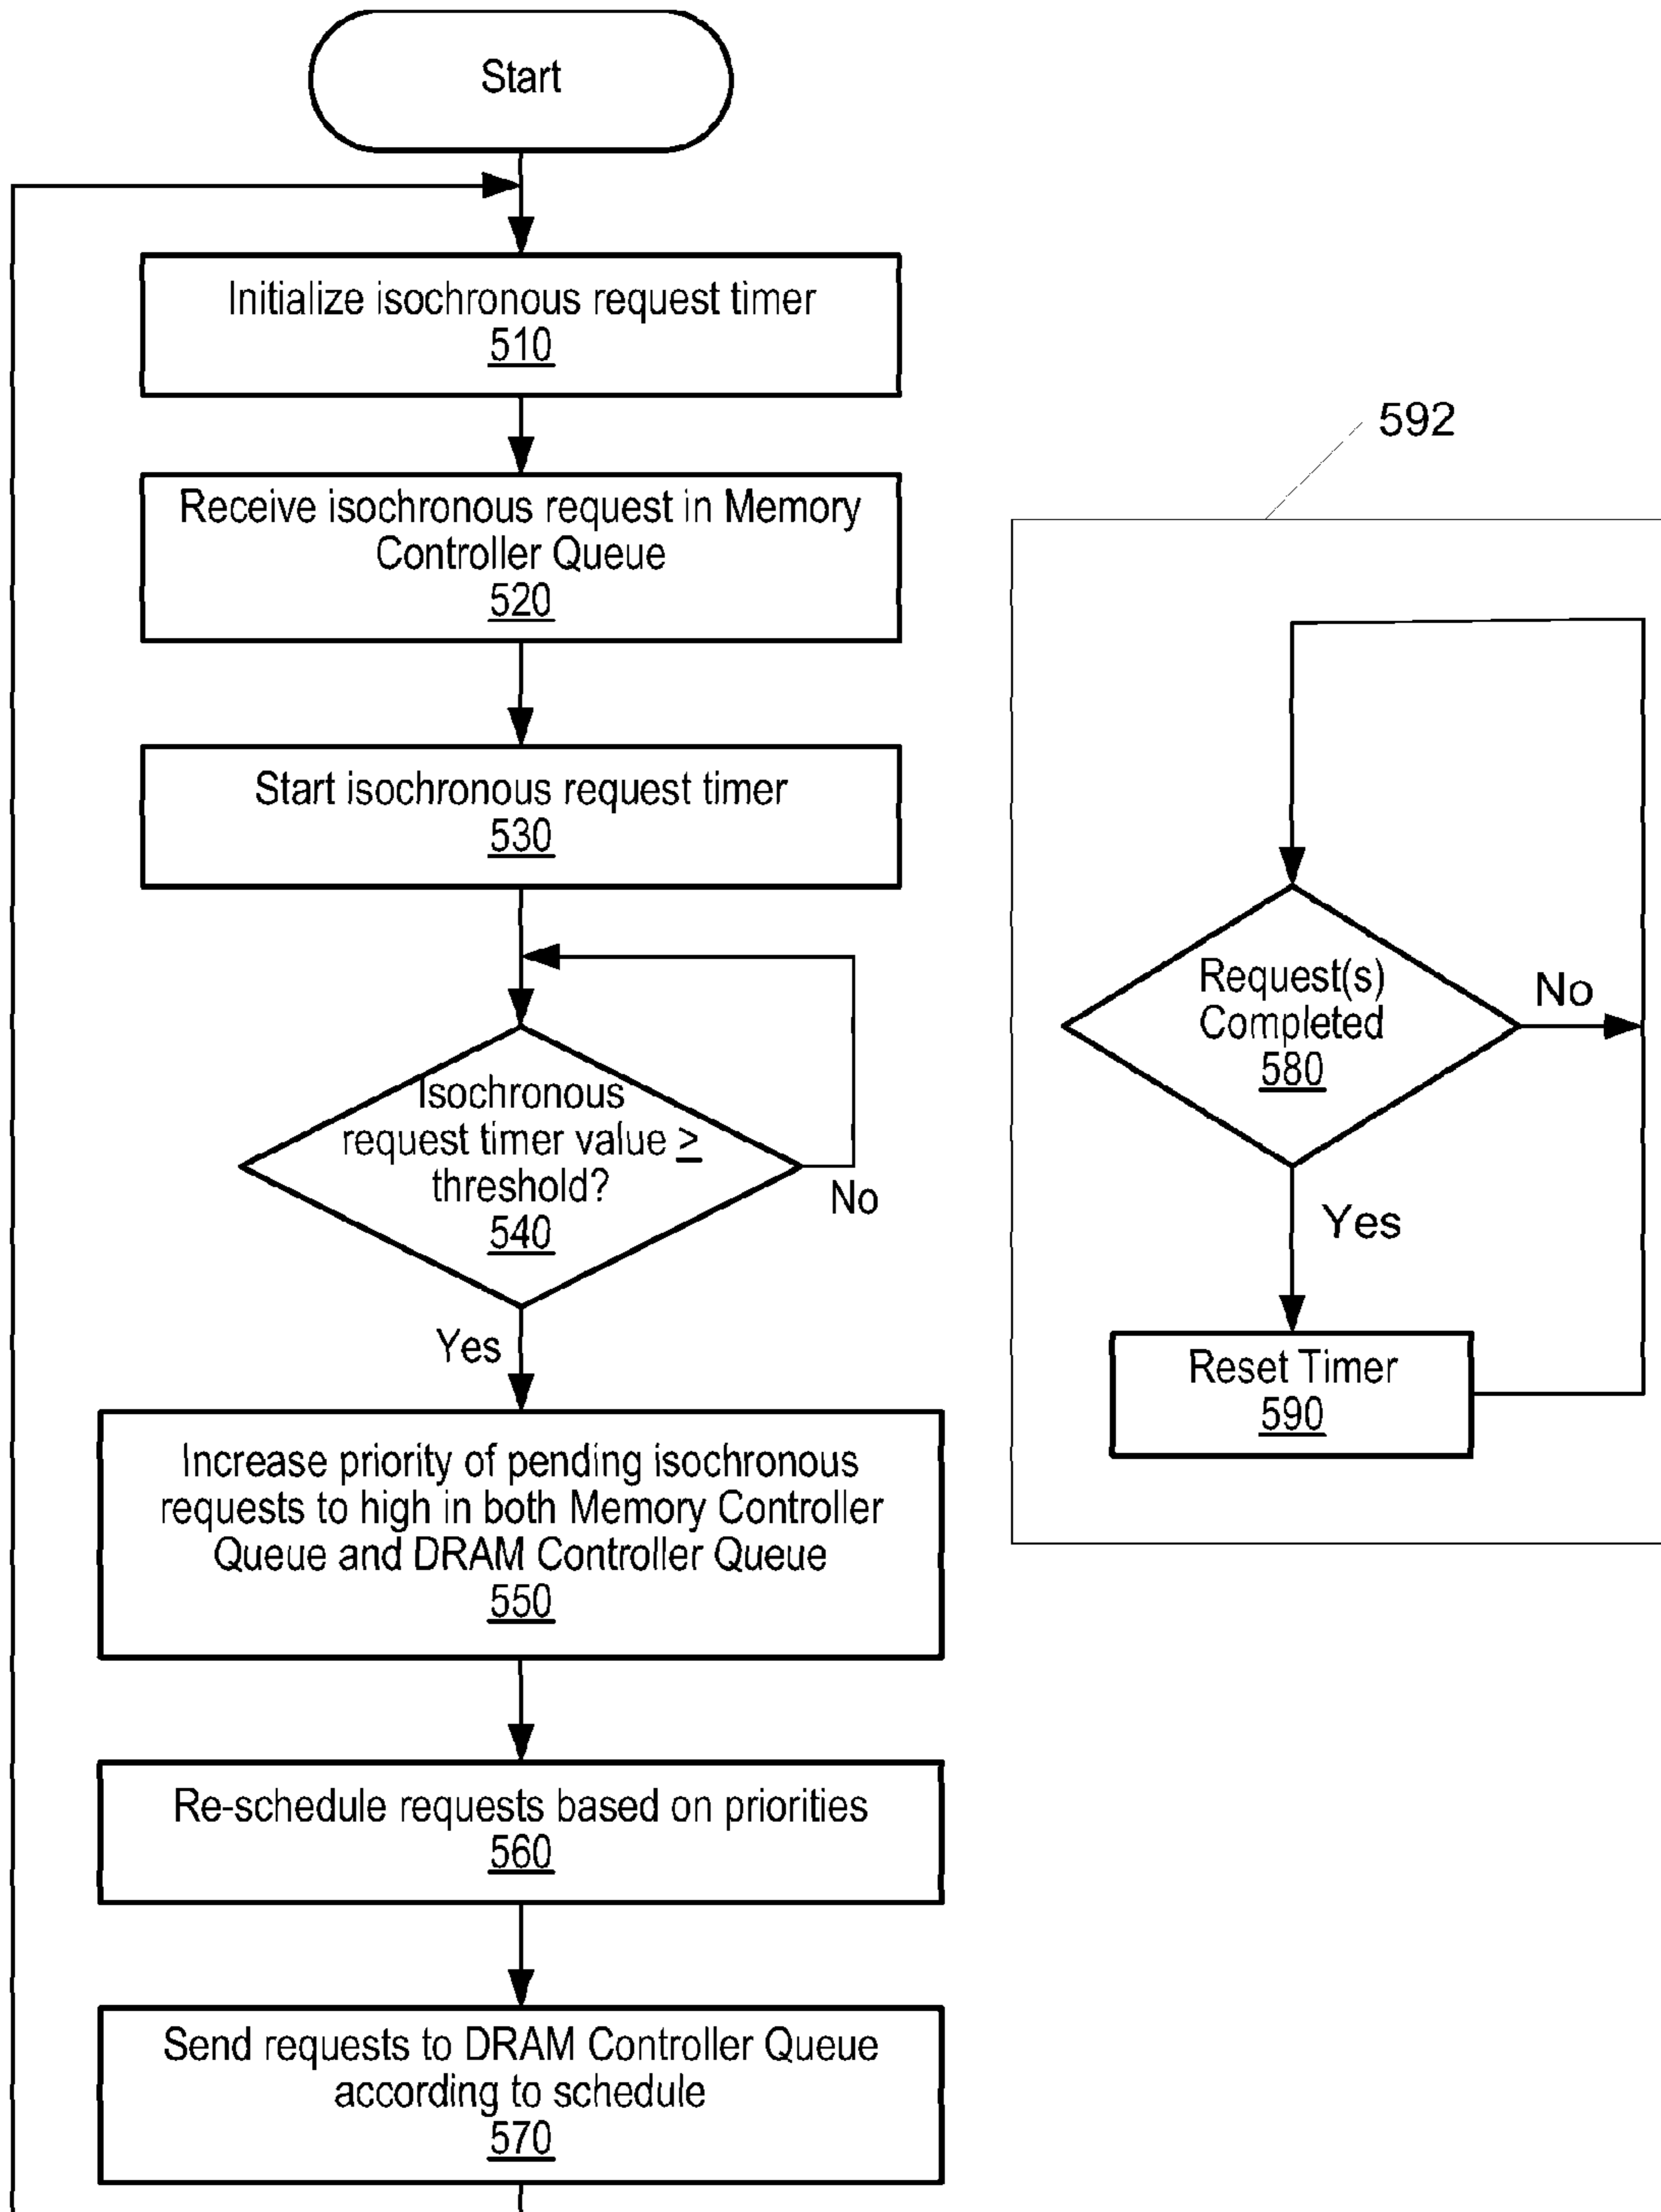 Start
Initialize isochronous request timer
510
Receive isochronous request in Memory
Controller Queue
520
Start isochronous request timer
530
Isochronous
request timer value ≥
threshold?
540
No
Yes
Increase priority of pending isochronous
requests to high in both Memory Controller
Queue and DRAM Controller Queue
550
Re-schedule requests based on priorities
560
Send requests to DRAM Controller Queue
according to schedule
570
592
Request(s)
Completed
580
No
Yes
Reset Timer
590